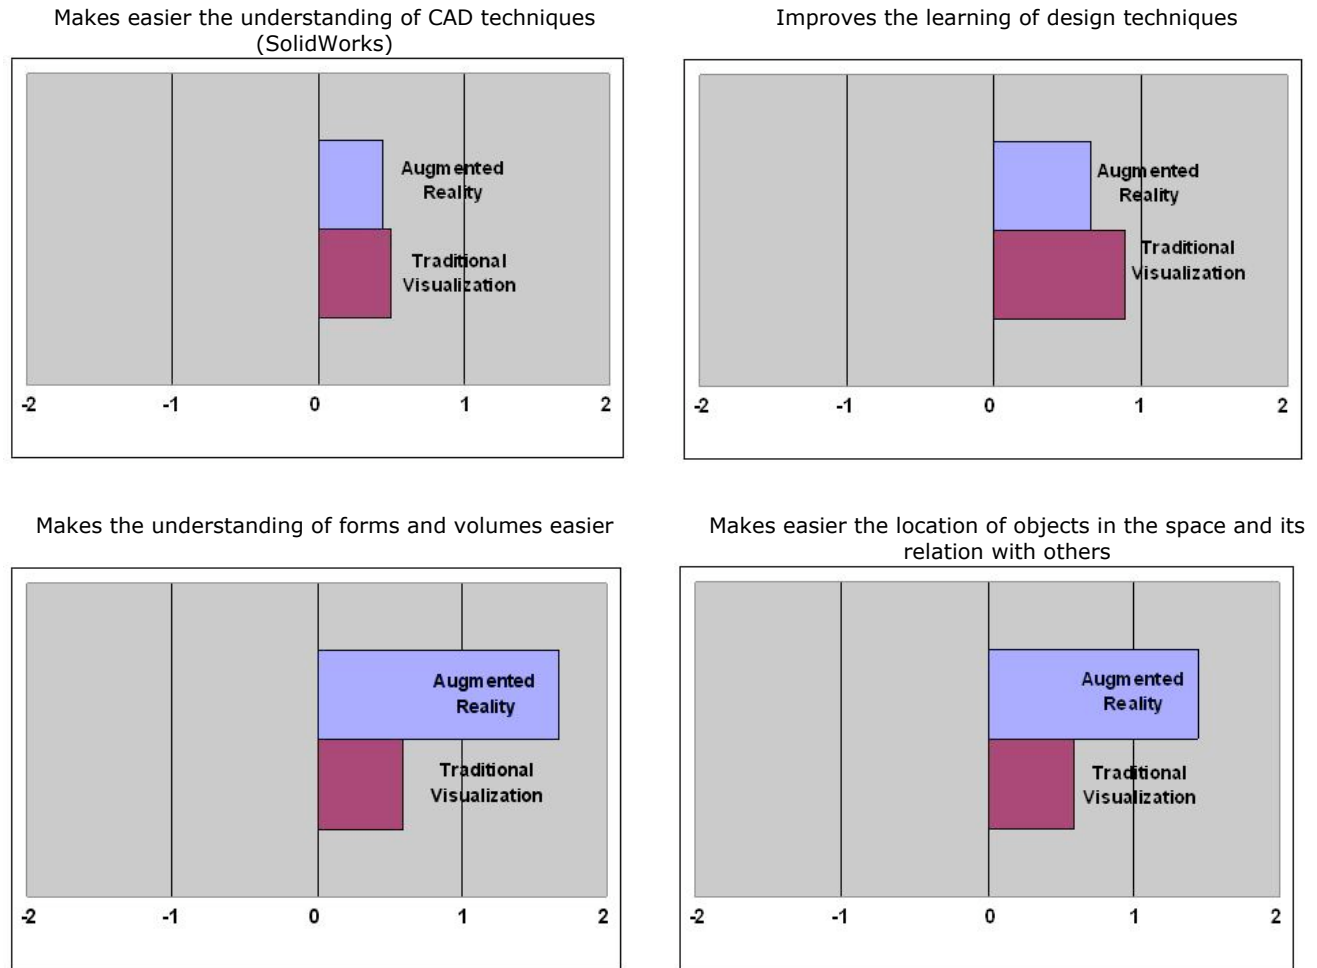 Makes easier the understanding of CAD techniques
(SolidWorks)
Augmented
Reality
Traditional
Visualization
-2 -1 0 1 2
Improves the learning of design techniques
Augmented
Reality
Traditional
Visualization
-2 -1 0 1 2
Makes the understanding of forms and volumes easier
Augmented
Reality
Traditional
Visualization
-2 -1 0 1 2
Makes easier the location of objects in the space and its
relation with others
Augmented
Reality
Traditional
Visualization
-2 -1 0 1 2